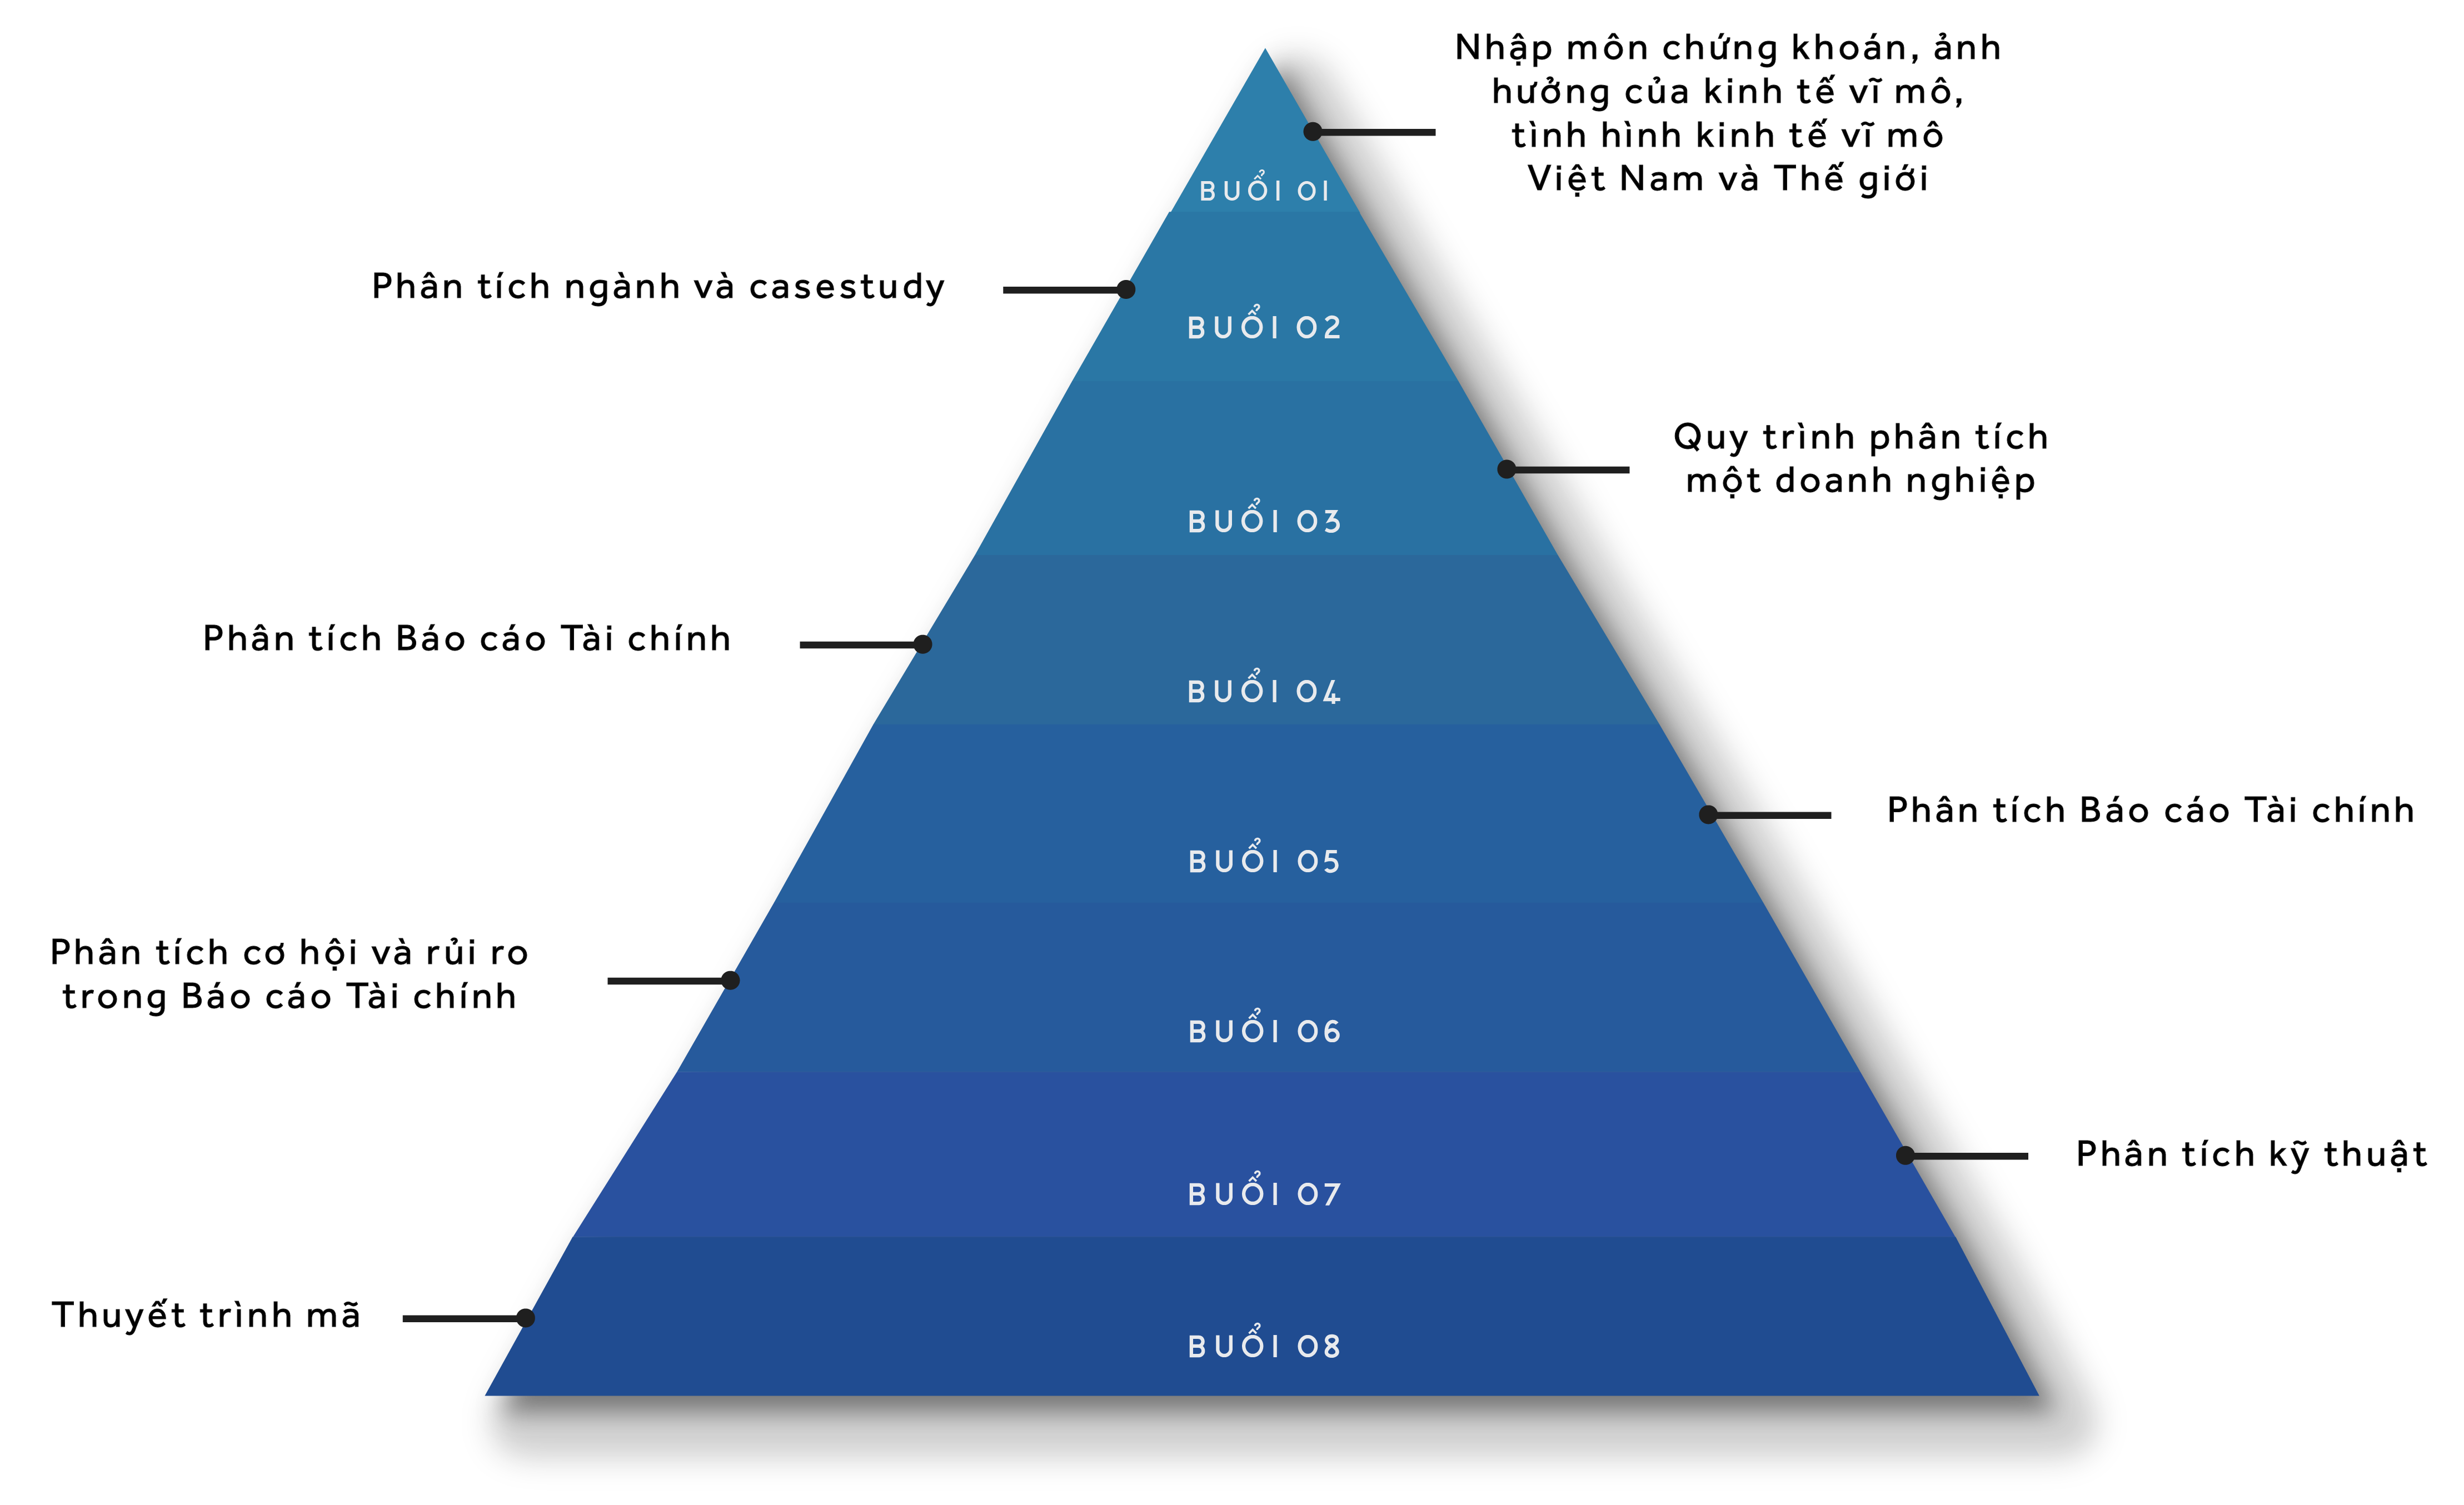 Nhập môn chứng khoán, ảnh
hưởng của kinh tế vĩ mô,
tình hình kinh tế vĩ mô
Việt Nam và Thế giới
BUỔI 01
Phân tích ngành và casestudy
BUỔI 02
Quy trình phân tích
một doanh nghiệp
BUỔI 03
Phân tích Báo cáo Tài chính
BUỔI 04
Phân tích Báo cáo Tài chính
BUỔI 05
Phân tích cơ hội và rủi ro
trong Báo cáo Tài chính
BUỔI 06
Phân tích kỹ thuật
BUỔI 07
Thuyết trình mã
BUỔI 08